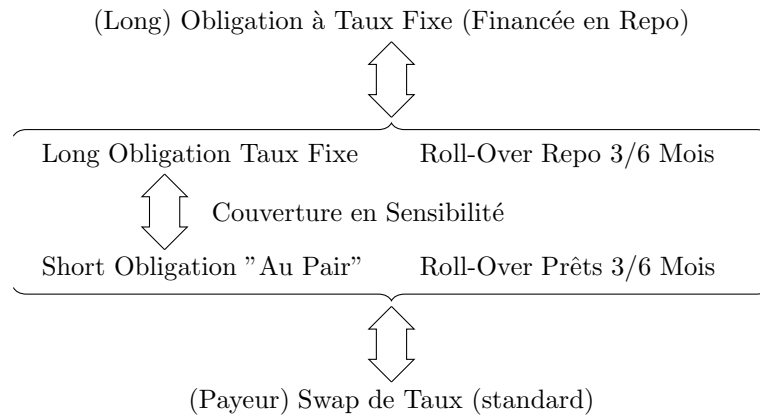 (Long) Obligation à Taux Fixe (Financée en Repo)
Long Obligation Taux Fixe Roll-Over Repo 3/6 Mois
Couverture en Sensibilité
Short Obligation ”Au Pair” Roll-Over Prêts 3/6 Mois
(Payeur) Swap de Taux (standard)